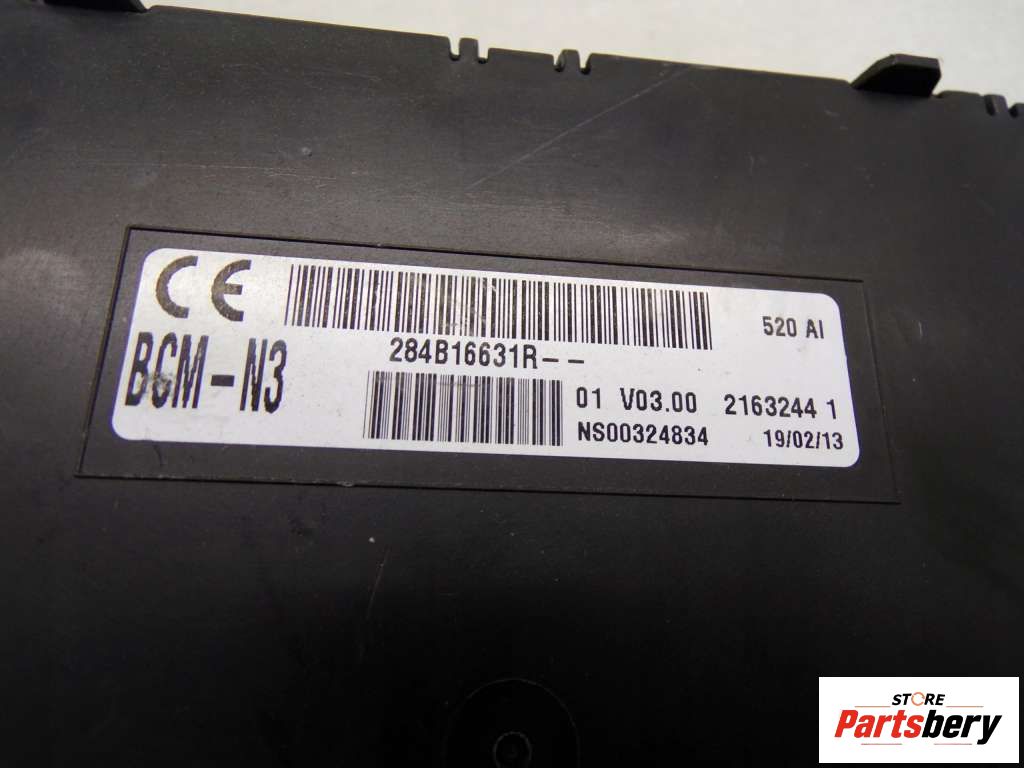 CE
520 AI
BCM-N3
284B16631R--
01 V03.00 2163244 1
NS00324834 19/02/13
STORE
Partsbery